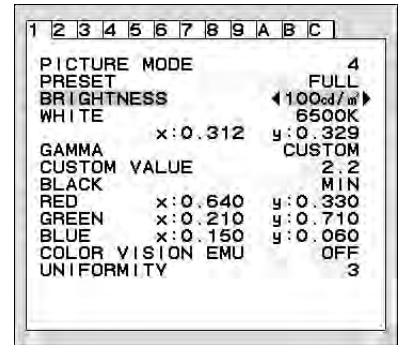 1 2 3 4 5 6 7 8 9 A B C
PICTURE MODE 4
PRESET FULL
BRIGHTNESS ◀100cd/㎡▶
WHITE 6500K
x:0.312 y:0.329
GAMMA CUSTOM
CUSTOM VALUE 2.2
BLACK MIN
RED x:0.640 y:0.330
GREEN x:0.210 y:0.710
BLUE x:0.150 y:0.060
COLOR VISION EMU OFF
UNIFORMITY 3